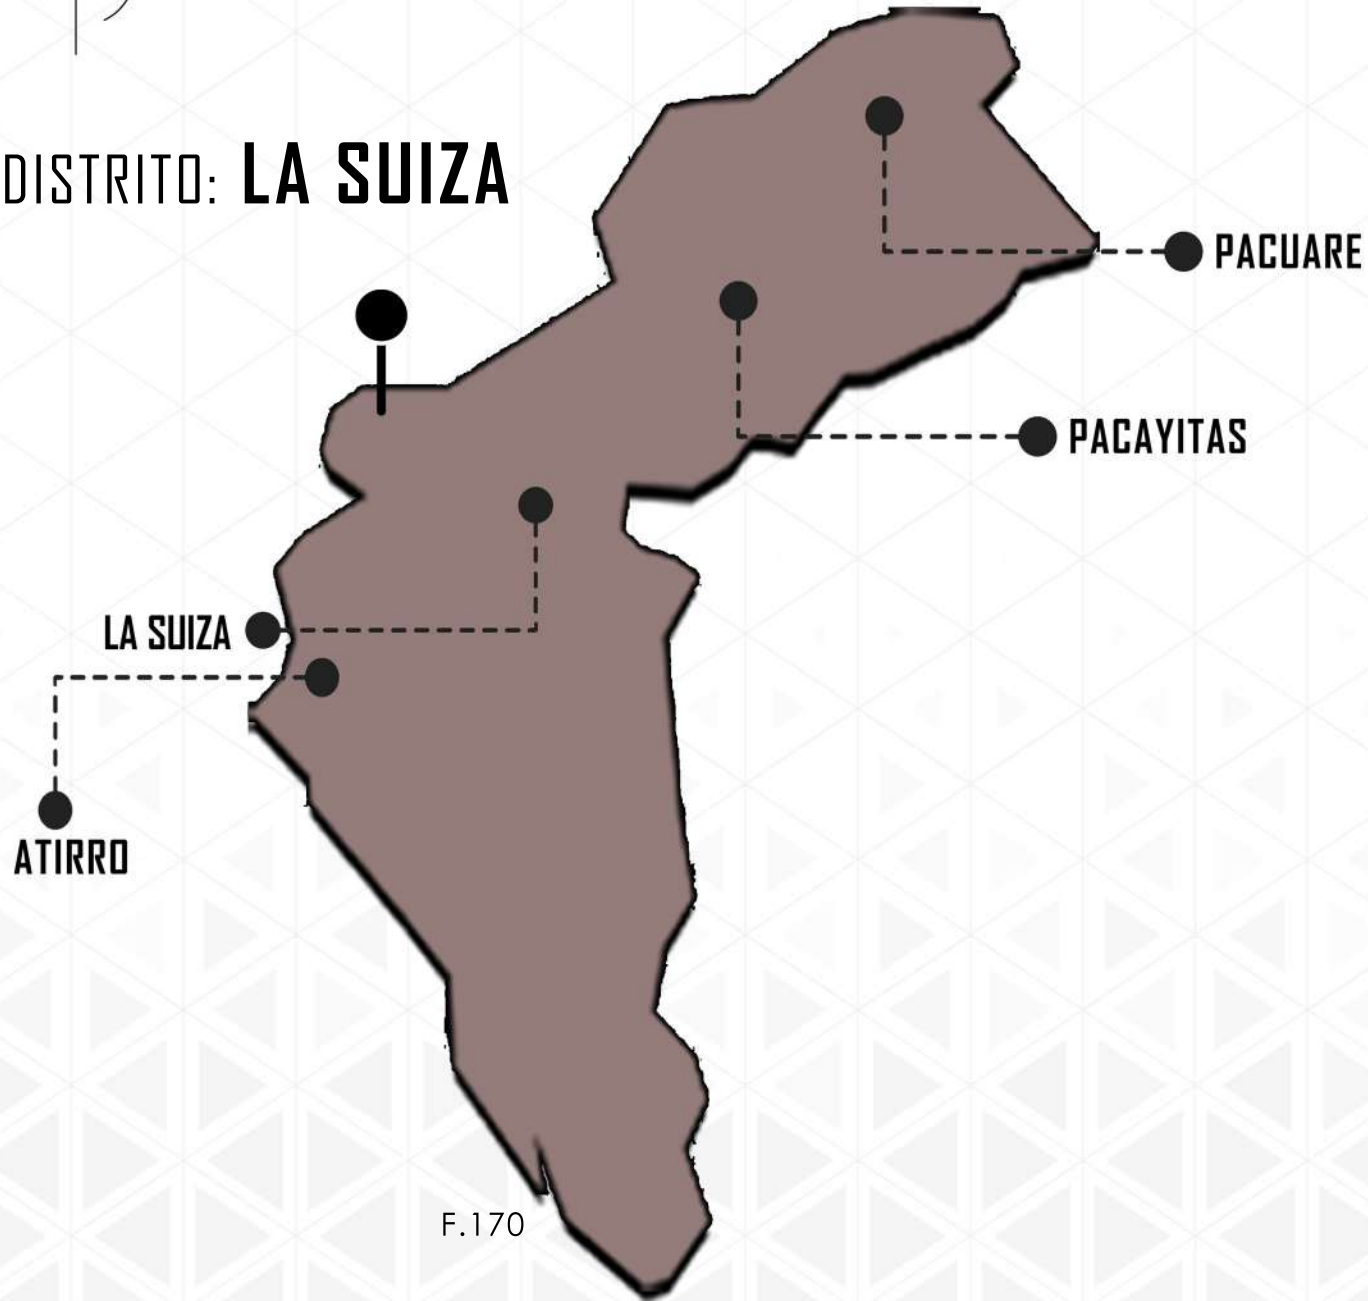 DISTRITO: LA SUIZA
PACUARE
PACAYITAS
LA SUIZA
ATIRRO
F.170